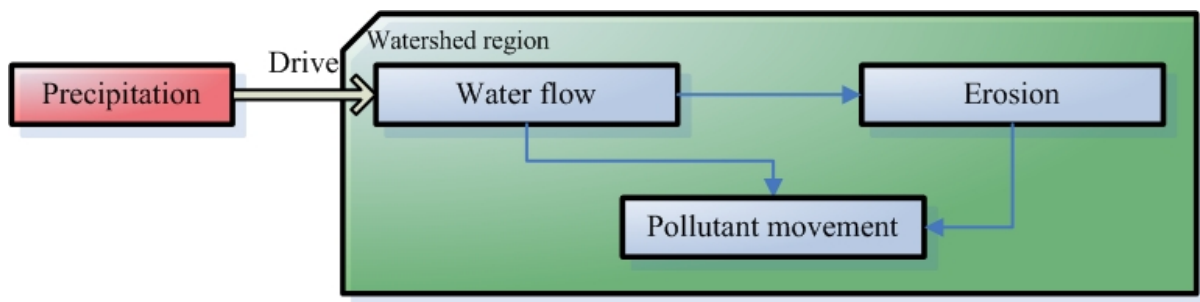 Watershed region
Drive
Precipitation
Water flow
Erosion
Pollutant movement